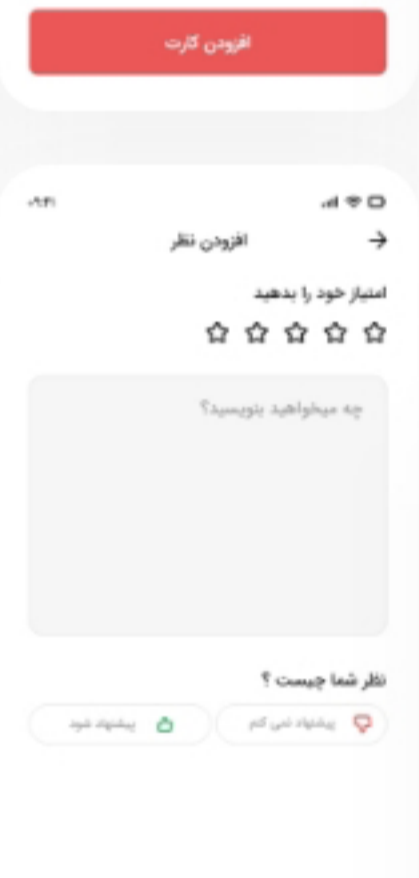 افزودن کارت
۰۹:۴۱
افزودن نظر
امتیاز خود را بدهید
چه میخواهید بنویسید؟
نظر شما چیست ؟
پیشنهاد نمی کنم
پیشنهاد شود